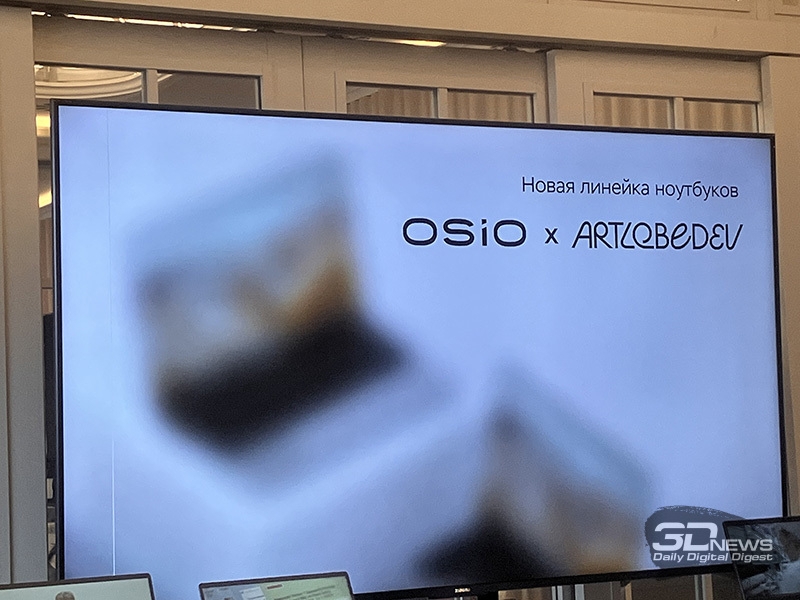 Новая линейка ноутбуков
OSiO x ARTLEBEDEV
3DNEWS
Daily Digital Digest